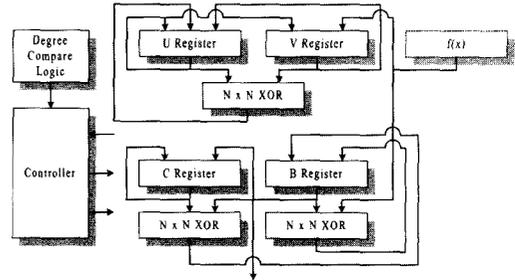 Degree
Compare
Logic
U Register
V Register
f(x)
N x N XOR
Controller
C Register
B Register
N x N XOR
N x N XOR